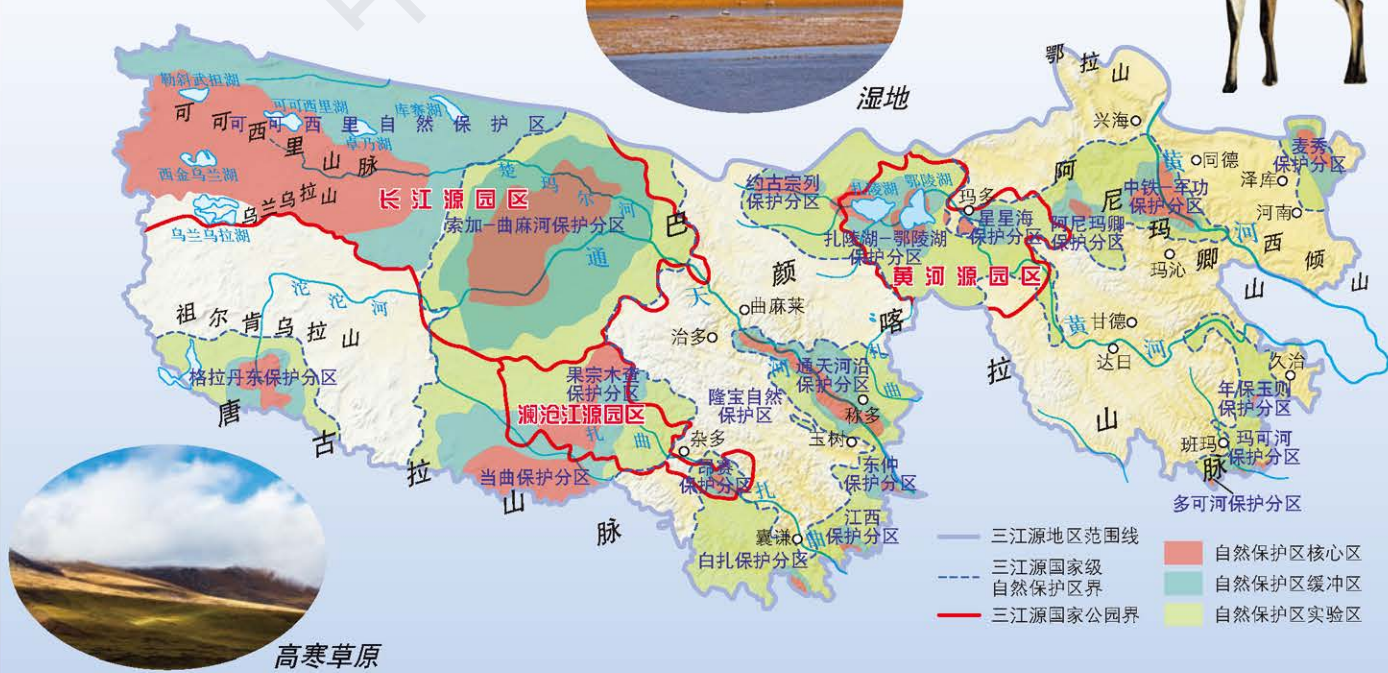 湿地
高寒草原
鄂拉山
兴海
同德
泽库
河南
麦秀
保护分区
黄河
阿尼玛卿山
中铁-军功
保护分区
西倾山
玛沁
勒斜武担湖
可可西里湖
库赛湖
卓乃湖
可可西里自然保护区
可可西里山脉
西金乌兰湖
乌兰乌拉山
乌兰乌拉湖
长江源园区
楚玛尔河
索加-曲麻河保护分区
通天河
巴颜喀拉山脉
约古宗列
保护分区
扎陵湖
鄂陵湖
玛多
星星海
保护分区
阿尼玛卿
保护分区
扎陵湖-鄂陵湖
保护分区
黄河源园区
沱沱河
祖尔肯乌拉山
格拉丹东保护分区
唐古拉山脉
曲麻莱
治多
扎曲
通天河沿
保护分区
称多
隆宝自然
保护区
玉树
果宗木查
保护分区
澜沧江源园区
扎曲
杂多
昂赛
保护分区
当曲保护分区
扎曲
东仲
保护分区
江西
保护分区
囊谦
白扎保护分区
黄河
甘德
达日
久治
年保玉则
保护分区
班玛
玛可河
保护分区
多可河保护分区
三江源地区范围线
三江源国家级
自然保护区界
三江源国家公园界
自然保护区核心区
自然保护区缓冲区
自然保护区实验区